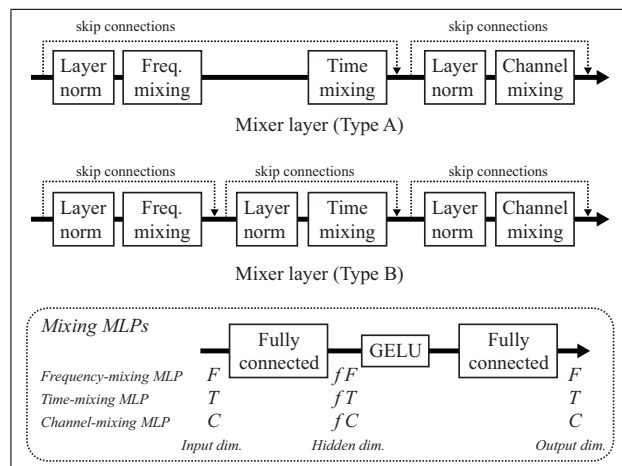 skip connections skip connections
Layer norm Freq. mixing Time mixing Layer norm Channel mixing
Mixer layer (Type A)
skip connections skip connections skip connections
Layer norm Freq. mixing Layer norm Time mixing Layer norm Channel mixing
Mixer layer (Type B)
Mixing MLPs
Fully connected GELU Fully connected
Frequency-mixing MLP F fF F
Time-mixing MLP T fT T
Channel-mixing MLP C fC C
Input dim. Hidden dim. Output dim.